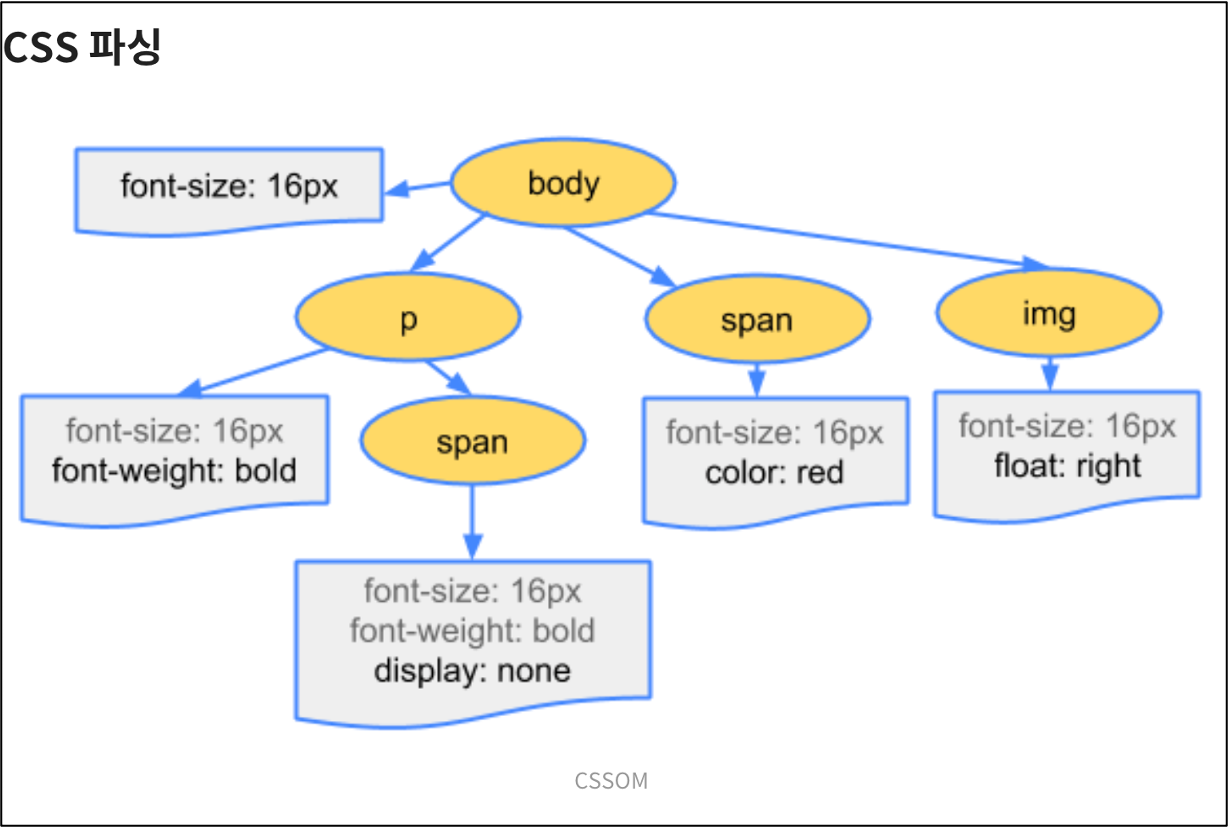 CSS 파싱
font-size: 16px
body
p
span
img
font-size: 16px
font-weight: bold
span
font-size: 16px
color: red
font-size: 16px
float: right
font-size: 16px
font-weight: bold
display: none
CSSOM